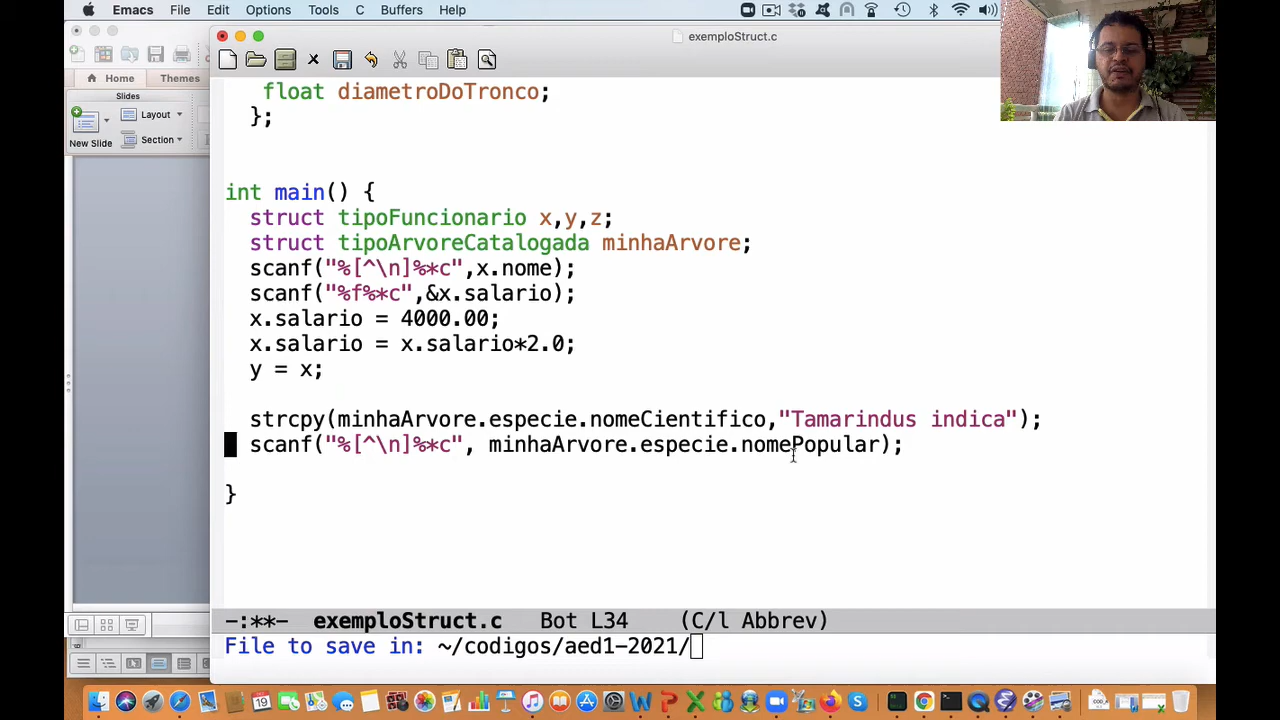 Emacs File Edit Options Tools C Buffers Help
exemploStruct.c
Home Themes
Slides
Layout
New Slide
Section
float diametroDoTronco;
};
int main() {
struct tipoFuncionario x,y,z;
struct tipoArvoreCatalogada minhaArvore;
scanf("%[^\n]%*c",x.nome);
scanf("%f%*c",&x.salario);
x.salario = 4000.00;
x.salario = x.salario*2.0;
y = x;
strcpy(minhaArvore.especie.nomeCientifico,"Tamarindus indica");
scanf("%[^\n]%*c", minhaArvore.especie.nomePopular);
}
-:**- exemploStruct.c Bot L34 (C/l Abbrev)
File to save in: ~/codigos/aed1-2021/